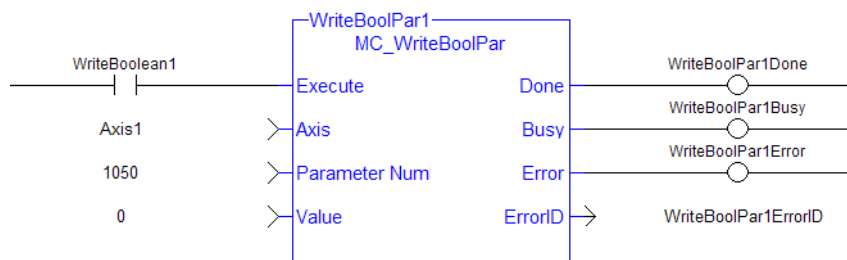 WriteBoolPar1
MC_WriteBoolPar
WriteBoolean1
Execute
Done
WriteBoolPar1Done
Axis1
Axis
Busy
WriteBoolPar1Busy
1050
Parameter Num
Error
WriteBoolPar1Error
0
Value
ErrorID
WriteBoolPar1ErrorID